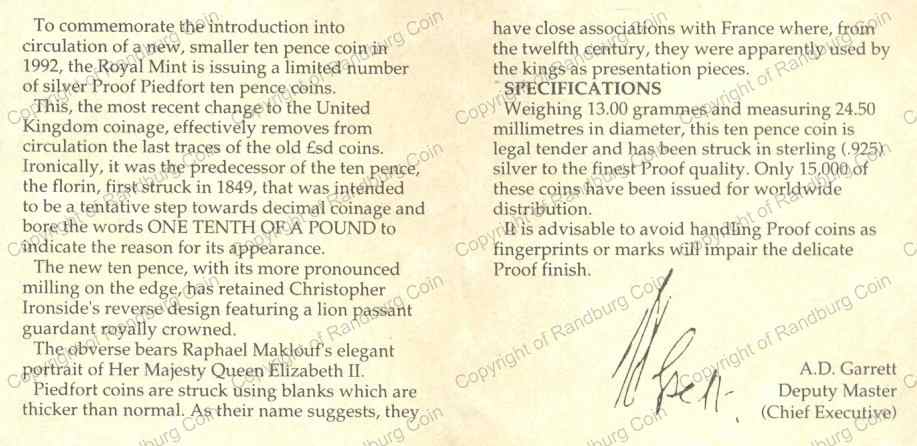 To commemorate the introduction into
circulation of a new, smaller ten pence coin in
1992, the Royal Mint is issuing a limited number
of silver Proof Piedfort ten pence coins.
This, the most recent change to the United
Kingdom coinage, effectively removes from
circulation the last traces of the old £sd coins.
Ironically, it was the predecessor of the ten pence,
the florin, first struck in 1849, that was intended
to be a tentative step towards decimal coinage and
bore the words ONE TENTH OF A POUND to
indicate the reason for its appearance.
The new ten pence, with its more pronounced
milling on the edge, has retained Christopher
Ironside's reverse design featuring a lion passant
guardant royally crowned.
The obverse bears Raphael Maklouf's elegant
portrait of Her Majesty Queen Elizabeth II.
Piedfort coins are struck using blanks which are
thicker than normal. As their name suggests, they
have close associations with France where, from
the twelfth century, they were apparently used by
the kings as presentation pieces.
SPECIFICATIONS
Weighing 13.00 grammes and measuring 24.50
millimetres in diameter, this ten pence coin is
legal tender and has been struck in sterling (.925)
silver to the finest Proof quality. Only 15,000 of
these coins have been issued for worldwide
distribution.
It is advisable to avoid handling Proof coins as
fingerprints or marks will impair the delicate
Proof finish.
A.D. Garrett
Deputy Master
(Chief Executive)
Copyright of Randburg Coin